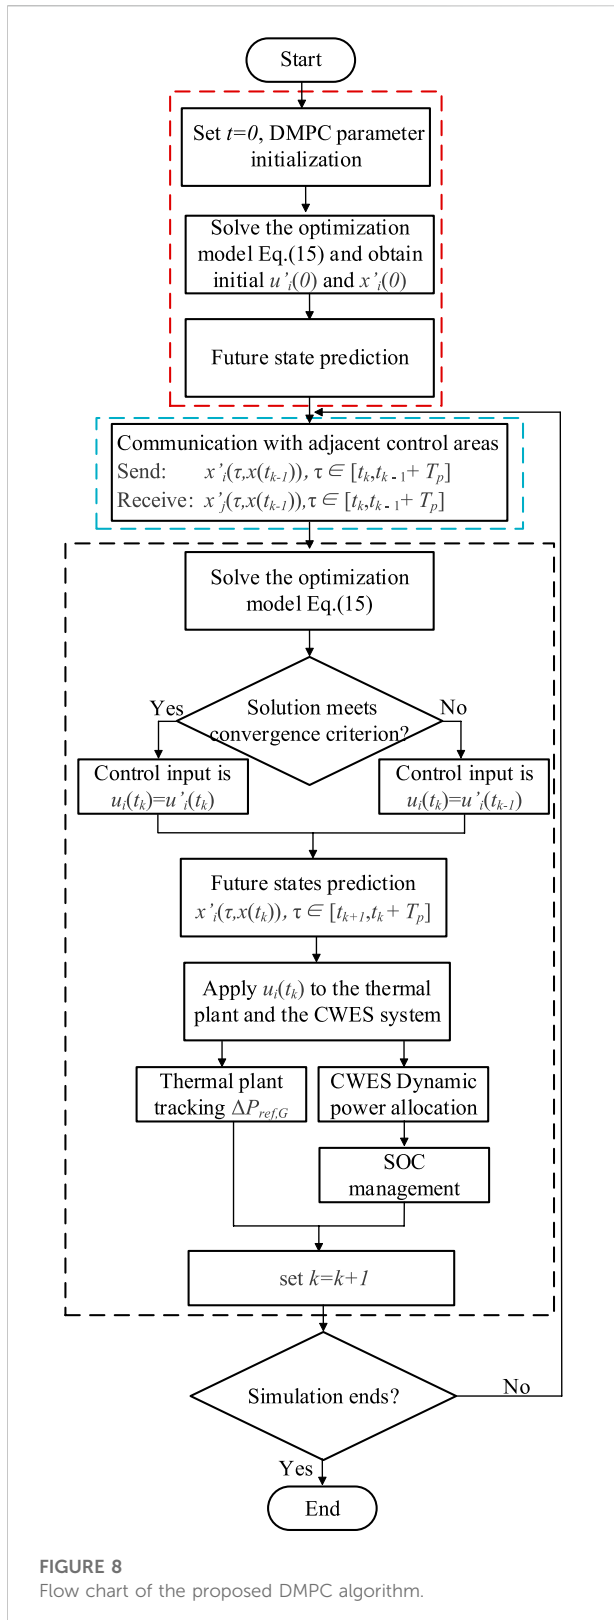 Start
Set t=0, DMPC parameter
initialization
Solve the optimization
model Eq.(15) and obtain
initial u'i(0) and x'i(0)
Future state prediction
Communication with adjacent control areas
Send: x'i(τ,x(tk-1)), τ ∈ [tk,tk-1+ Tp]
Receive: x'j(τ,x(tk-1)),τ ∈ [tk,tk-1+ Tp]
Solve the optimization
model Eq.(15)
Solution meets
convergence criterion?
Yes
No
Control input is
ui(tk)=u'i(tk)
Control input is
ui(tk)=u'i(tk-1)
Future states prediction
x'i(τ,x(tk)), τ ∈ [tk+1,tk+ Tp]
Apply ui(tk) to the thermal
plant and the CWES system
Thermal plant
tracking ΔPref,G
CWES Dynamic
power allocation
SOC
management
set k=k+1
Simulation ends?
No
Yes
End
FIGURE 8
Flow chart of the proposed DMPC algorithm.